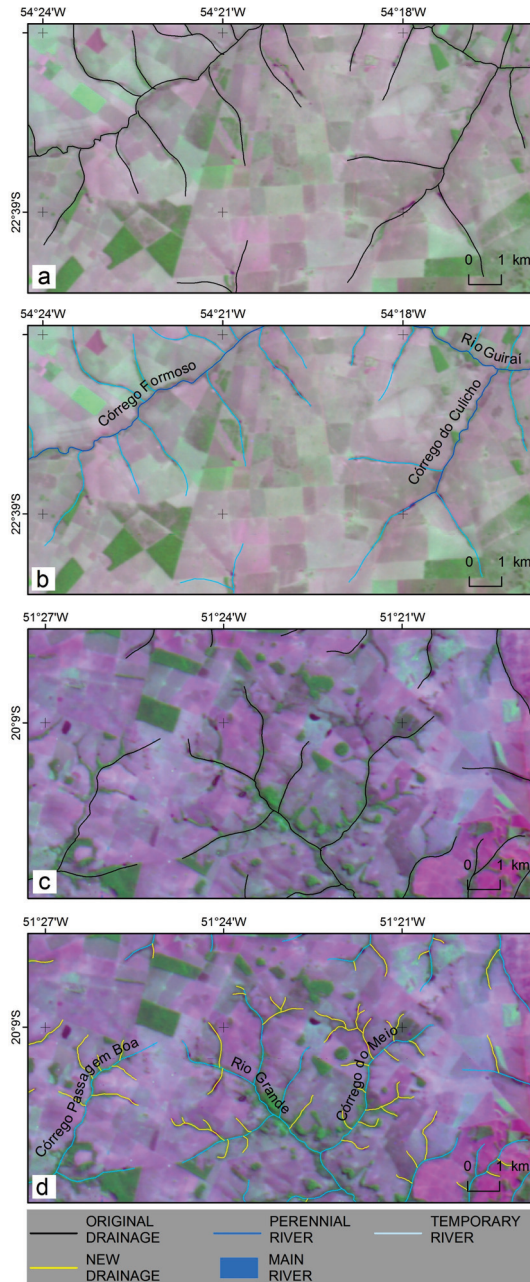 54°24'W 54°21'W 54°18'W
22°39'S
0 1 km
a
54°24'W 54°21'W 54°18'W
Rio Guiraí
Córrego Formoso
Córrego do Culicho
22°39'S
0 1 km
b
51°27'W 51°24'W 51°21'W
20°9'S
0 1 km
c
51°27'W 51°24'W 51°21'W
20°9'S
Córrego Passagem Boa
Rio Grande
Córrego do Meio
0 1 km
d
ORIGINAL DRAINAGE
PERENNIAL RIVER
TEMPORARY RIVER
NEW DRAINAGE
MAIN RIVER